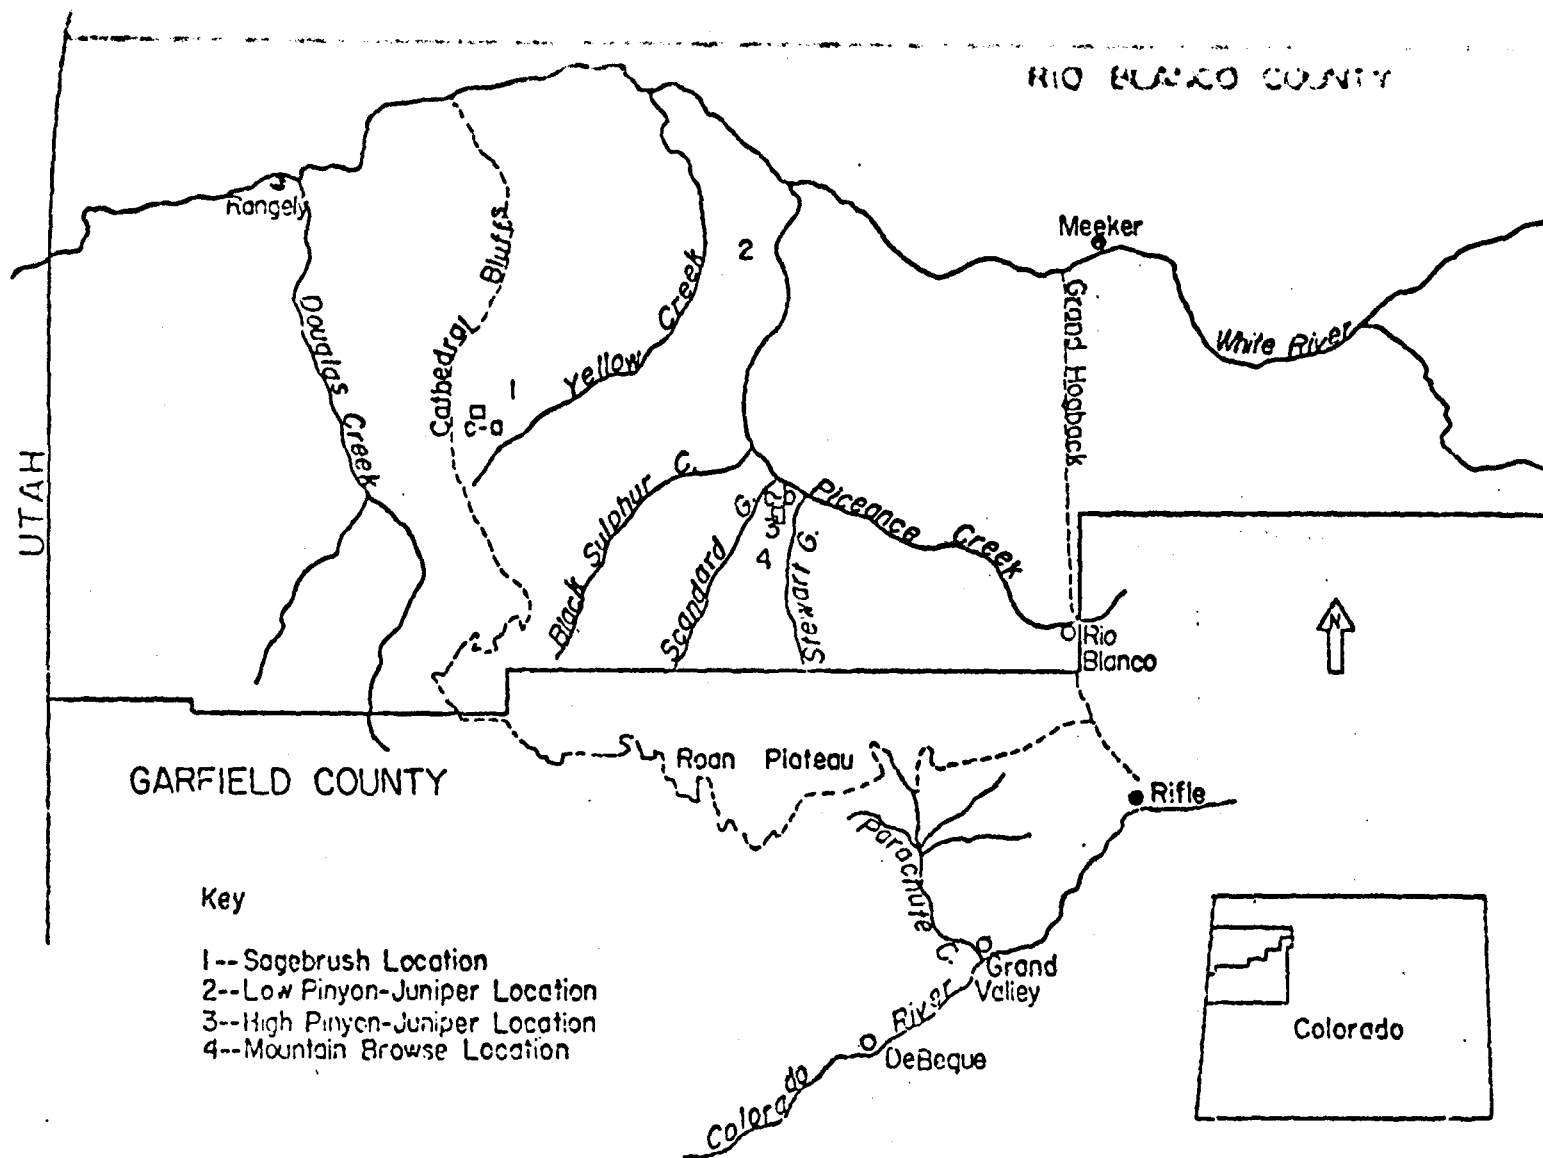 RIO BLANCO COUNTY
Rangely
Meeker
Cathedral Bluffs
Yellow Creek
2
Douglas Creek
Grand Hogback
White River
1
C-a
UTAH
Black Sulphur C.
Scandard G.
C-b
3
4
Stewart G.
Piceance Creek
N
Rio
Blanco
GARFIELD COUNTY
Roan Plateau
Rifle
Parachute C.
Key
1--Sagebrush Location
2--Low Pinyon-Juniper Location
3--High Pinyon-Juniper Location
4--Mountain Browse Location
Grand
Valley
DeBeque
Colorado River
Colorado